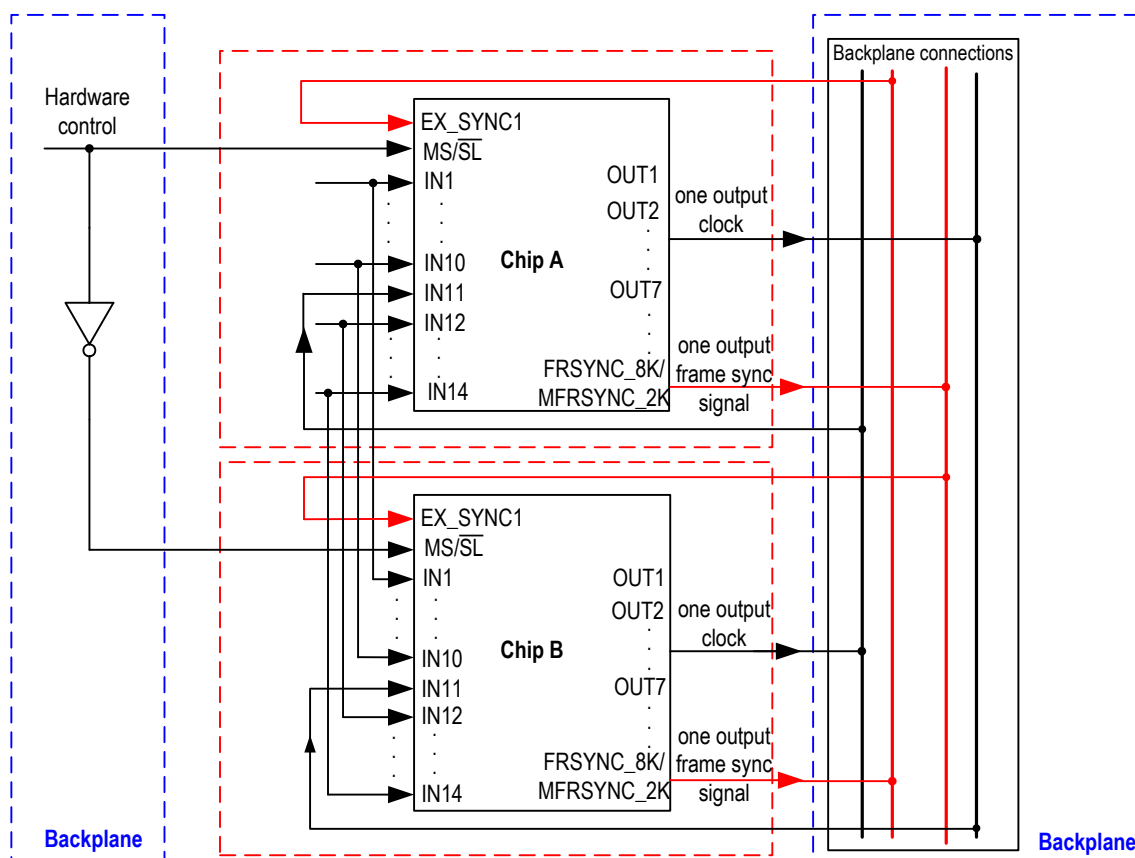 Backplane connections
Hardware
control
EX_SYNC1
MS/SL
IN1
IN10
IN11
IN12
IN14
Chip A
OUT1
OUT2
OUT7
FRSYNC_8K/
MFRSYNC_2K
one output
clock
one output
frame sync
signal
EX_SYNC1
MS/SL
IN1
IN10
IN11
IN12
IN14
Chip B
OUT1
OUT2
OUT7
FRSYNC_8K/
MFRSYNC_2K
one output
clock
one output
frame sync
signal
Backplane
Backplane